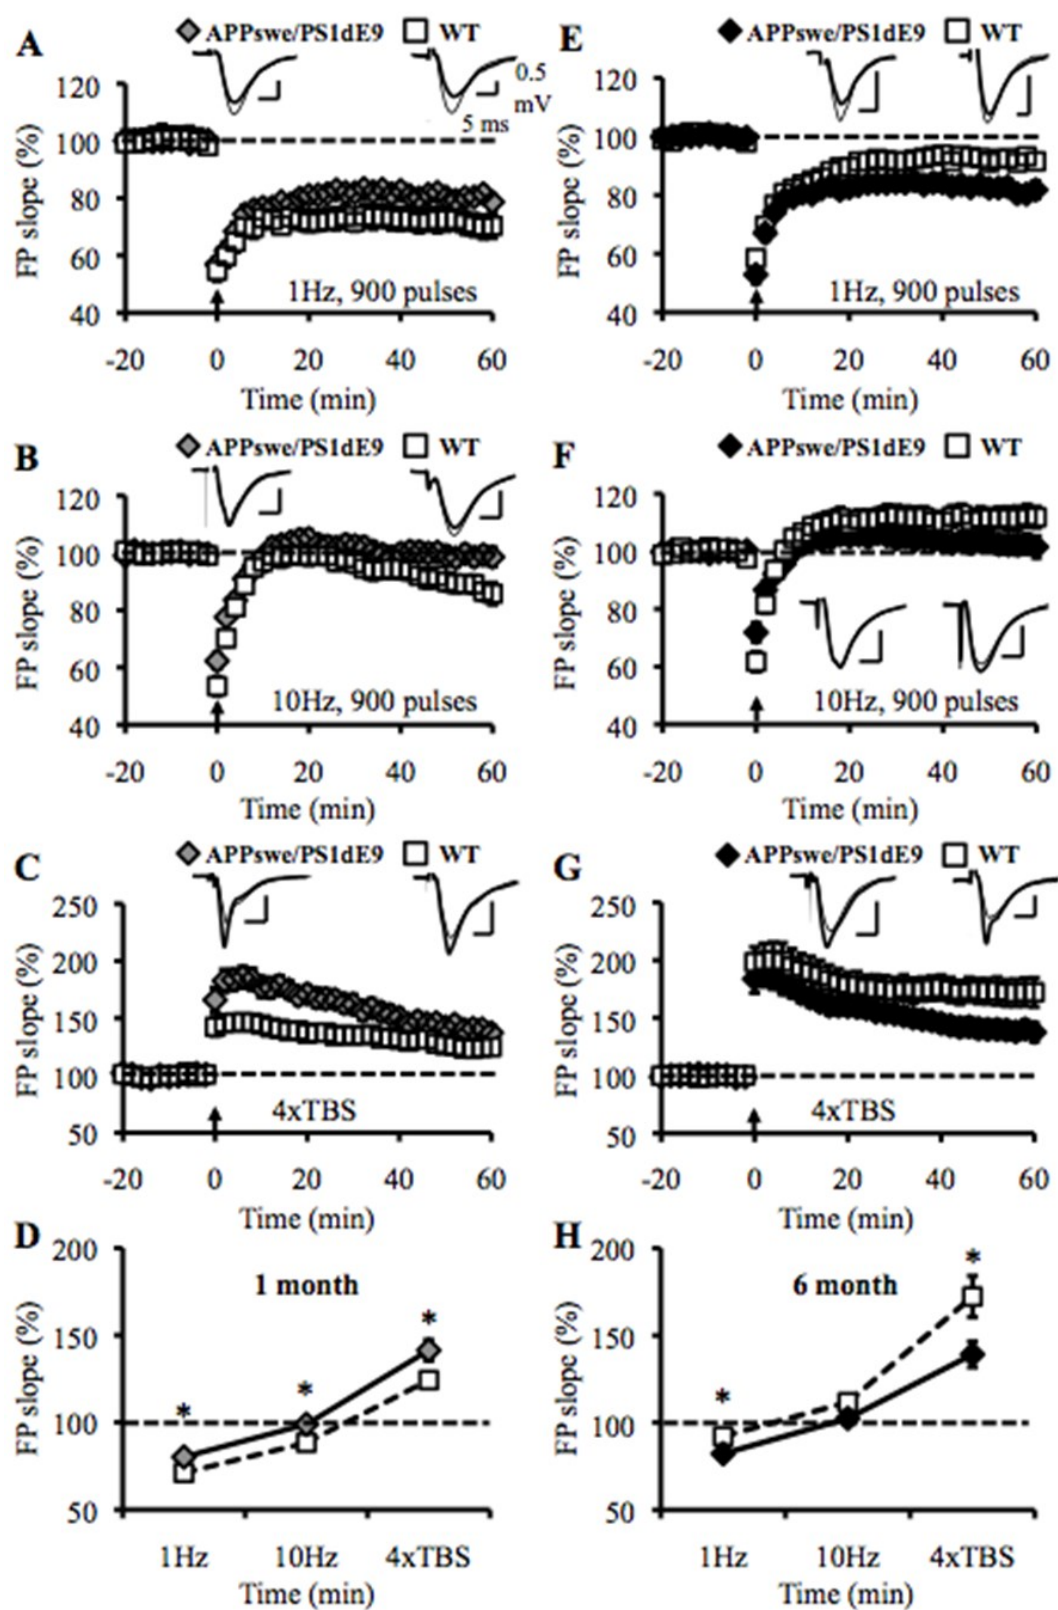 A
APPswe/PS1dE9 WT
0.5
mV
5 ms
120
100
80
60
40
FP slope (%)
1Hz, 900 pulses
-20 0 20 40 60
Time (min)
E
APPswe/PS1dE9 WT
120
100
80
60
40
FP slope (%)
1Hz, 900 pulses
-20 0 20 40 60
Time (min)
B
APPswe/PS1dE9 WT
120
100
80
60
40
FP slope (%)
10Hz, 900 pulses
-20 0 20 40 60
Time (min)
F
APPswe/PS1dE9 WT
120
100
80
60
40
FP slope (%)
10Hz, 900 pulses
-20 0 20 40 60
Time (min)
C
APPswe/PS1dE9 WT
250
200
150
100
50
FP slope (%)
4xTBS
-20 0 20 40 60
Time (min)
G
APPswe/PS1dE9 WT
250
200
150
100
50
FP slope (%)
4xTBS
-20 0 20 40 60
Time (min)
D
200
150
100
50
FP slope (%)
1 month
* * *
1Hz 10Hz 4xTBS
Time (min)
H
200
150
100
50
FP slope (%)
6 month
* *
1Hz 10Hz 4xTBS
Time (min)